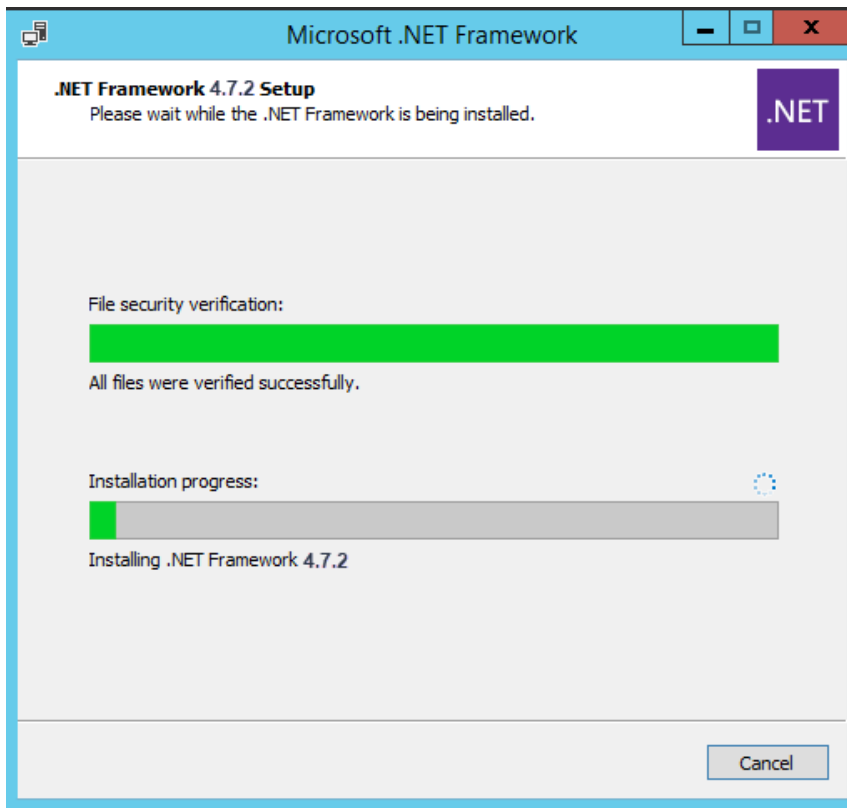 Microsoft .NET Framework
.NET Framework 4.7.2 Setup
Please wait while the .NET Framework is being installed.
.NET
File security verification:
All files were verified successfully.
Installation progress:
Installing .NET Framework 4.7.2
Cancel